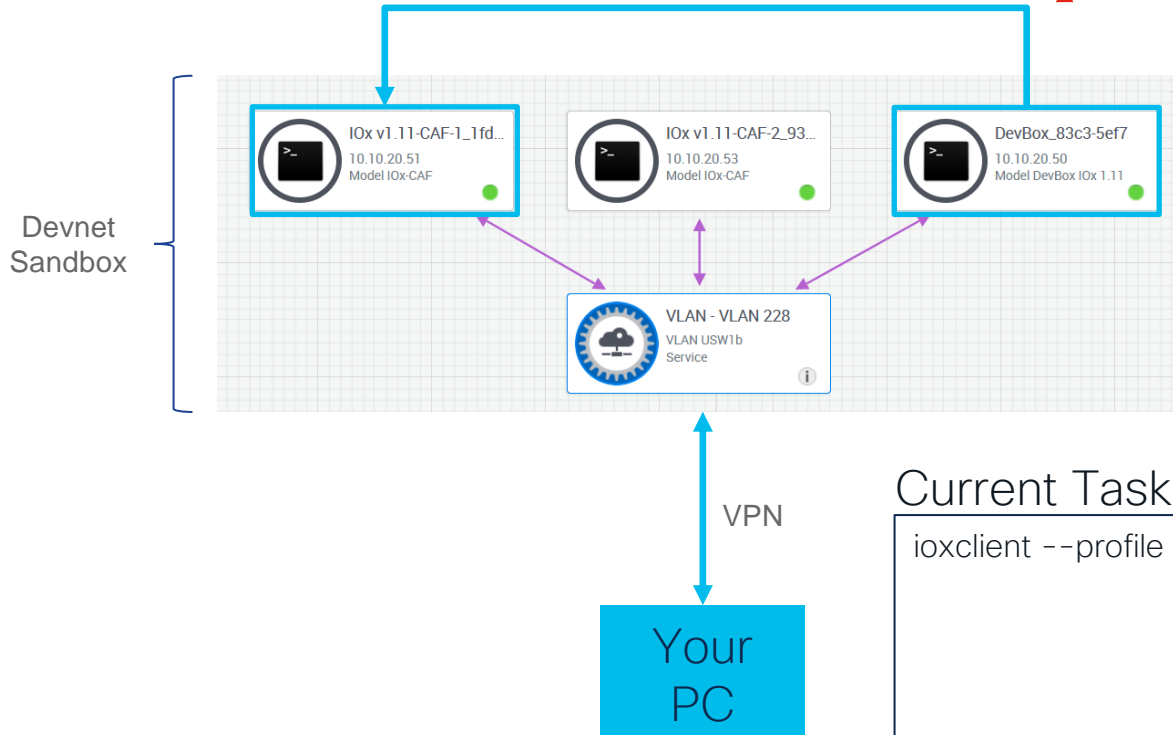 IOx v1.11-CAF-1_1fd...
10.10.20.51
Model IOx-CAF
IOx v1.11-CAF-2_93...
10.10.20.53
Model IOx-CAF
DevBox_83c3-5ef7
10.10.20.50
Model DevBox IOx 1.11
Devnet
Sandbox
VLAN - VLAN 228
VLAN USW1b
Service
VPN
Your
PC
Current Task
ioxclient --profile